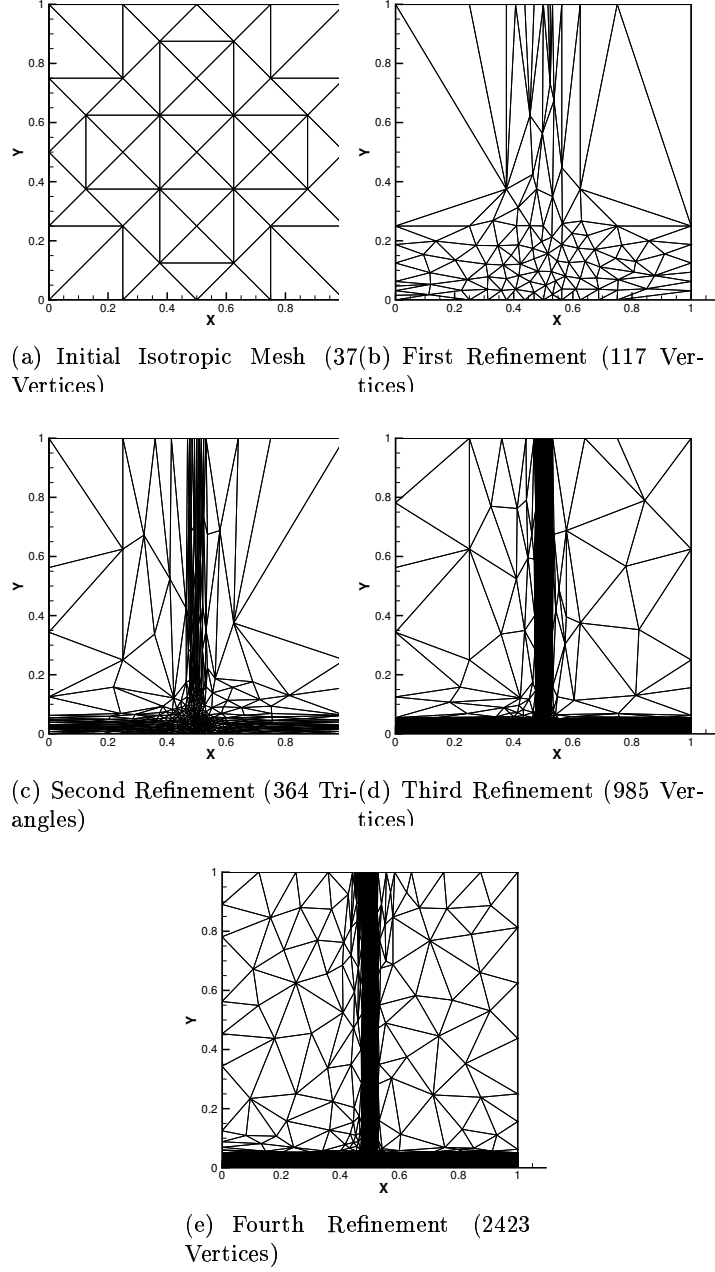 1
0.8
0.6
0.4
0.2
0
Y
0 0.2 0.4 0.6 0.8
X
(a) Initial Isotropic Mesh (37
Vertices)
1
0.8
0.6
0.4
0.2
0
Y
0 0.2 0.4 0.6 0.8 1
X
(b) First Refinement (117 Ver-
tices)
1
0.8
0.6
0.4
0.2
0
Y
0 0.2 0.4 0.6 0.8
X
(c) Second Refinement (364 Tri-
angles)
1
0.8
0.6
0.4
0.2
0
Y
0 0.2 0.4 0.6 0.8 1
X
(d) Third Refinement (985 Ver-
tices)
1
0.8
0.6
0.4
0.2
0
Y
0 0.2 0.4 0.6 0.8 1
X
(e) Fourth Refinement (2423
Vertices)